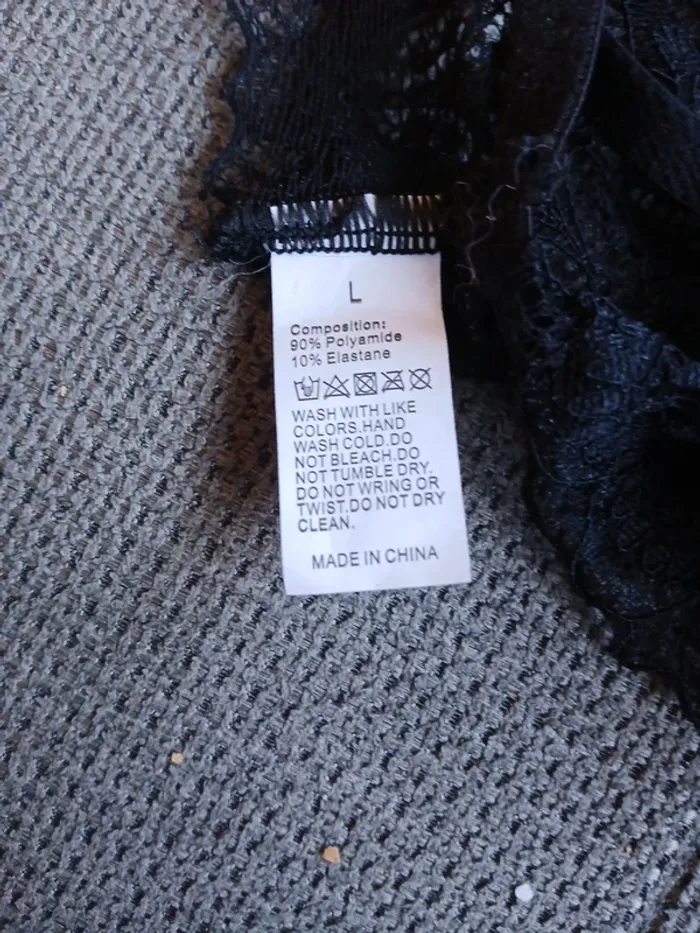 L
Composition:
90% Polyamide
10% Elastane
WASH WITH LIKE
COLORS.HAND
WASH COLD.DO
NOT BLEACH.DO
NOT TUMBLE DRY.
DO NOT WRING OR
TWIST.DO NOT DRY
CLEAN.
MADE IN CHINA